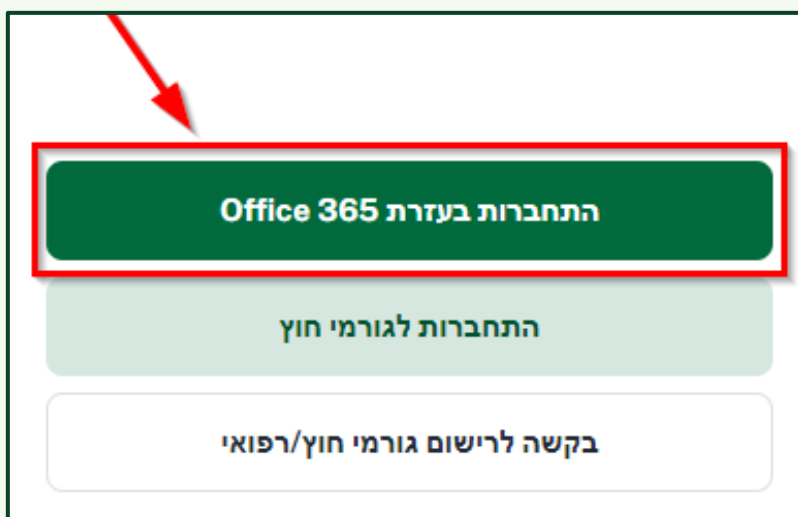 התחברות בעזרת Office 365
התחברות לגורמי חוץ
בקשה לרישום גורמי חוץ/רפואי